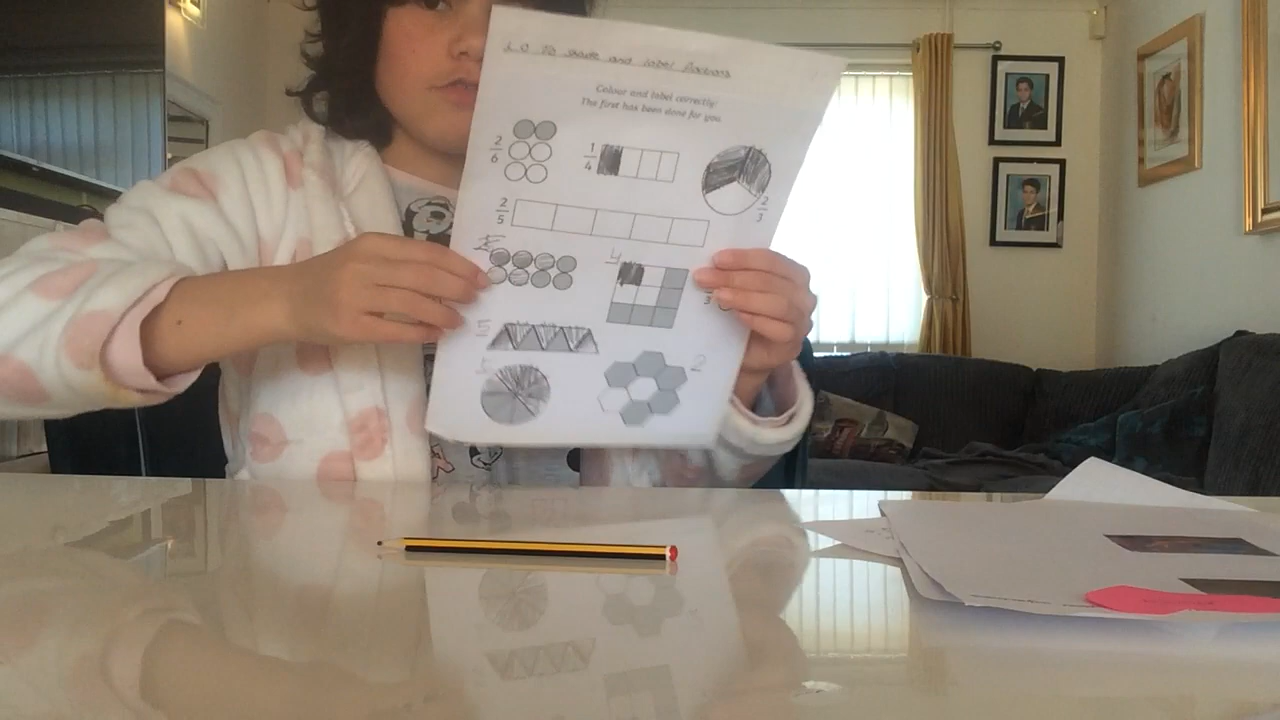 L.O To shade and label fractions
Colour and label correctly!
The first has been done for you.
2/6
1/4
2/3
2/5
4
5
2